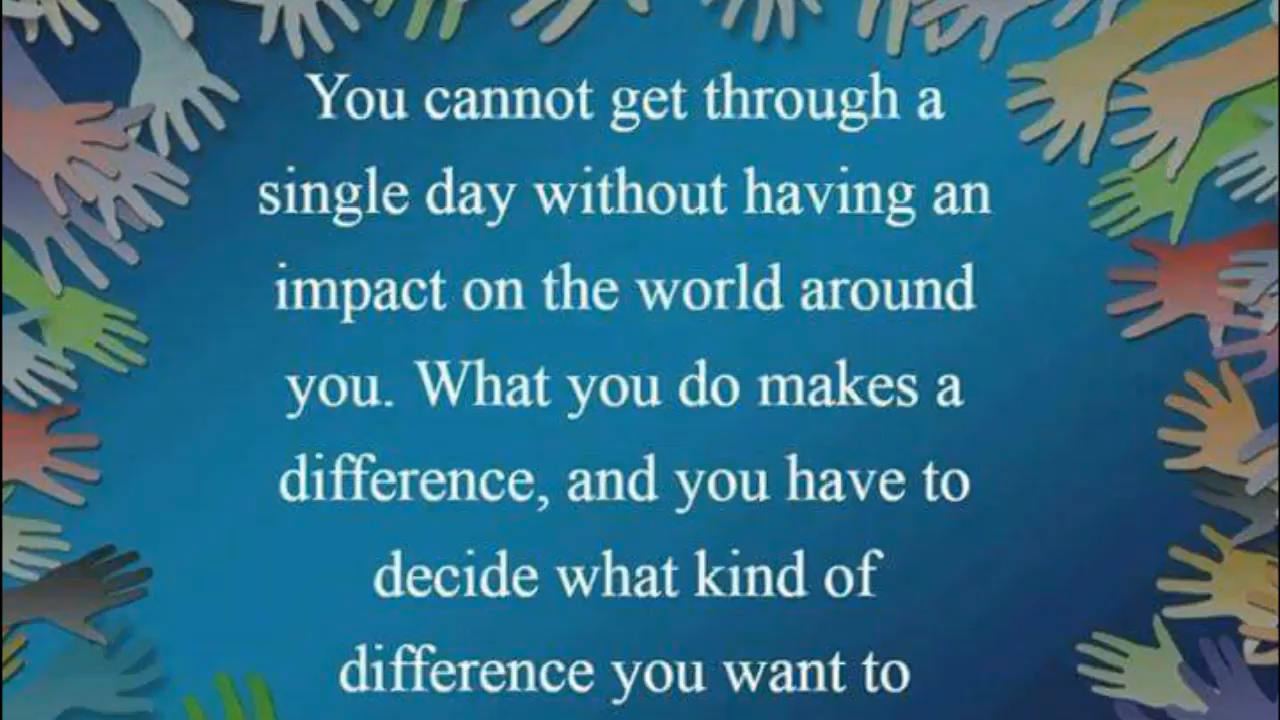 You cannot get through a
single day without having an
impact on the world around
you. What you do makes a
difference, and you have to
decide what kind of
difference you want to